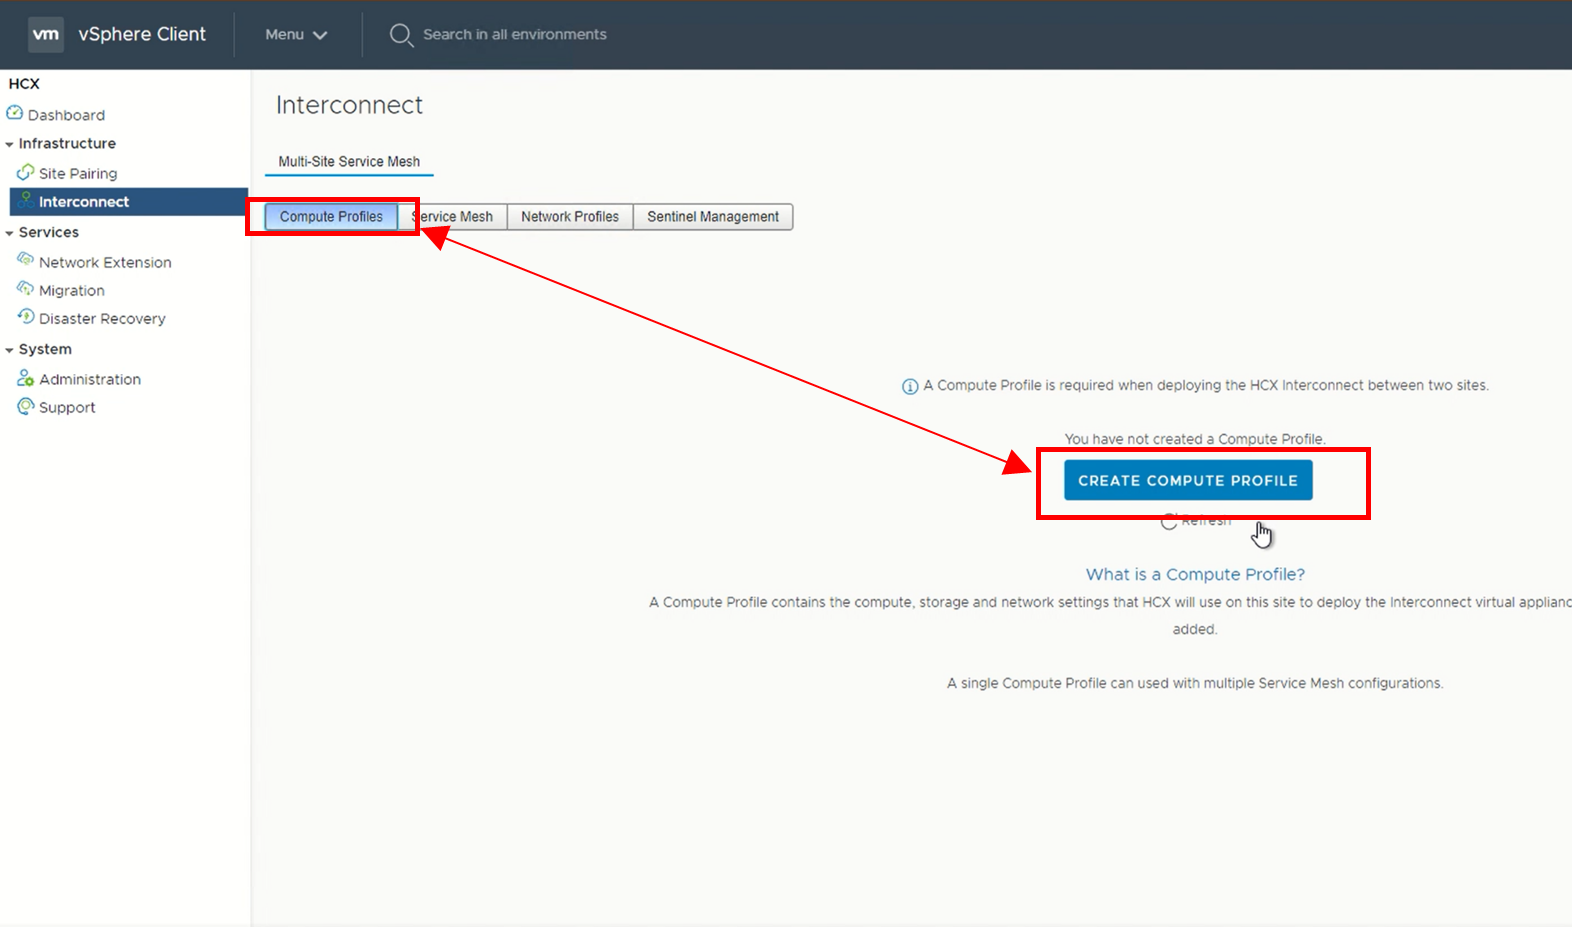 vm vSphere Client Menu Search in all environments
HCX
Dashboard
Infrastructure
Site Pairing
Interconnect
Services
Network Extension
Migration
Disaster Recovery
System
Administration
Support
Interconnect
Multi-Site Service Mesh
Compute Profiles Service Mesh Network Profiles Sentinel Management
A Compute Profile is required when deploying the HCX Interconnect between two sites.
You have not created a Compute Profile.
CREATE COMPUTE PROFILE
Refresh
What is a Compute Profile?
A Compute Profile contains the compute, storage and network settings that HCX will use on this site to deploy the Interconnect virtual
added.
A single Compute Profile can used with multiple Service Mesh configurations.